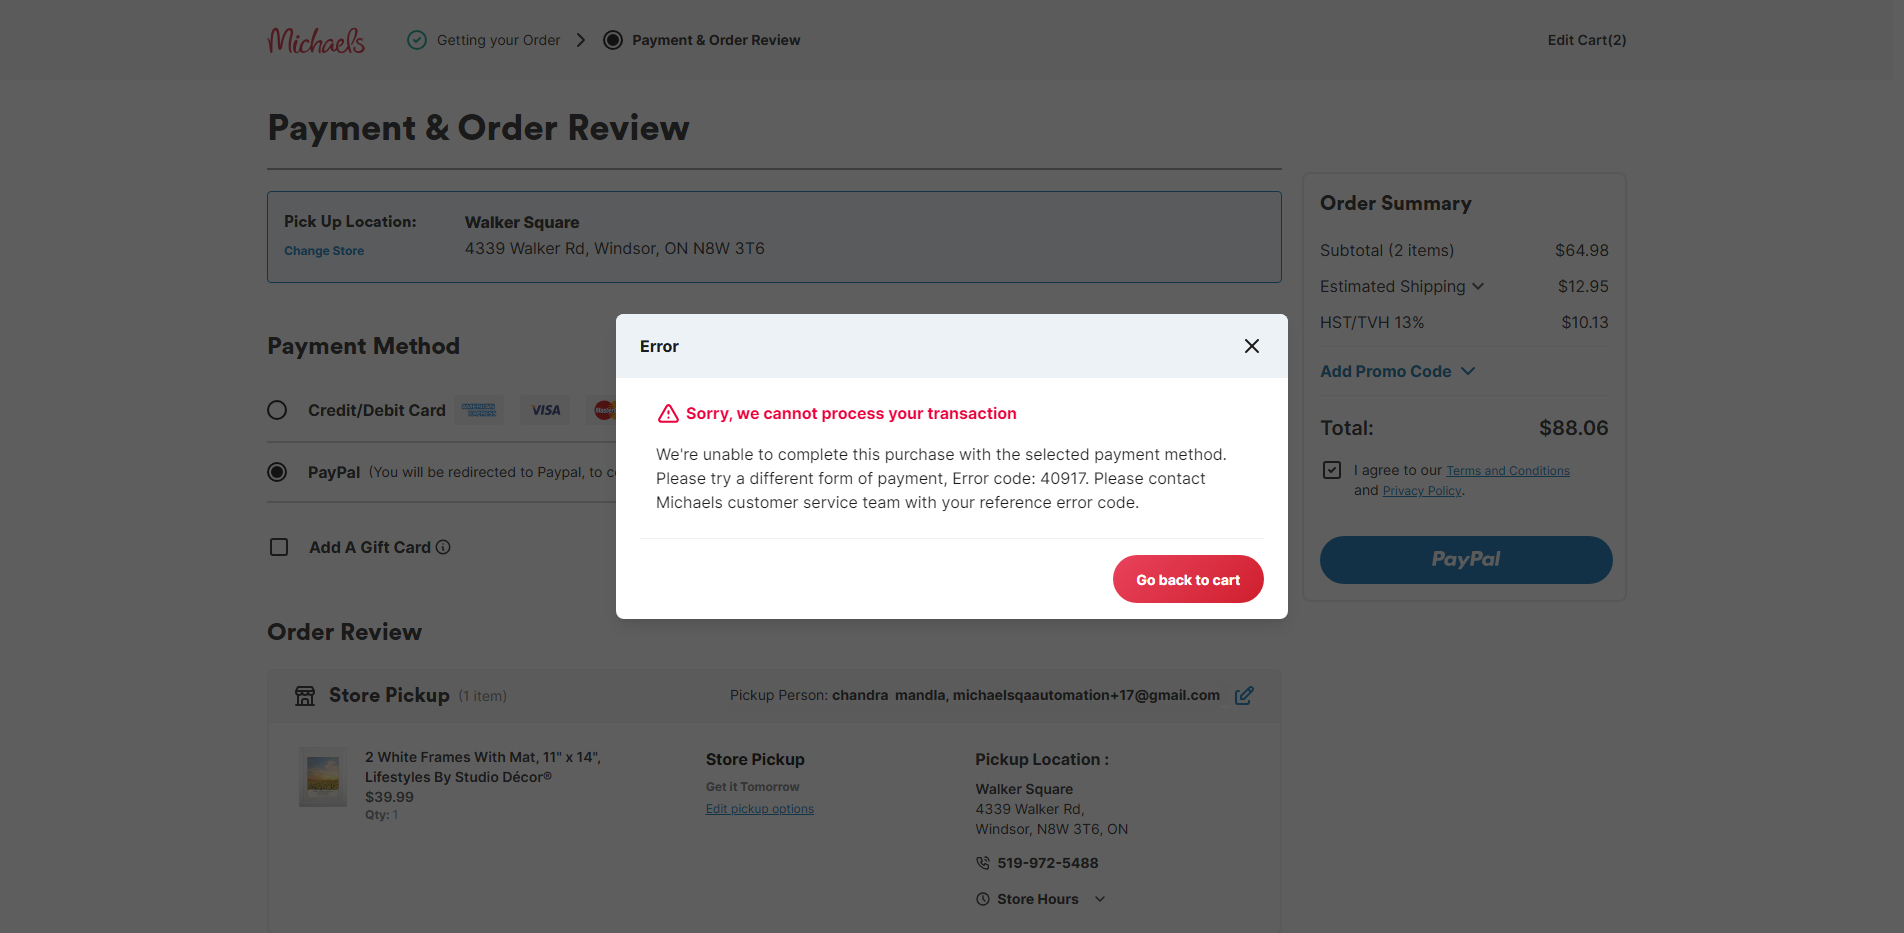 Michaels
Getting your Order
Payment & Order Review
Edit Cart(2)
Payment & Order Review
Pick Up Location:
Change Store
Walker Square
4339 Walker Rd, Windsor, ON N8W 3T6
Payment Method
Credit/Debit Card
AMERICAN EXPRESS
VISA
PayPal (You will be redirected to Paypal, to c
Add A Gift Card
Error
Sorry, we cannot process your transaction
We're unable to complete this purchase with the selected payment method.
Please try a different form of payment, Error code: 40917. Please contact
Michaels customer service team with your reference error code.
Go back to cart
Order Summary
Subtotal (2 items) $64.98
Estimated Shipping $12.95
HST/TVH 13% $10.13
Add Promo Code
Total: $88.06
I agree to our Terms and Conditions
and Privacy Policy.
PayPal
Order Review
Store Pickup (1 item)
Pickup Person: chandra mandla, michaelsqaautomation+17@gmail.com
2 White Frames With Mat, 11" x 14",
Lifestyles By Studio Décor®
$39.99
Qty: 1
Store Pickup
Get it Tomorrow
Edit pickup options
Pickup Location :
Walker Square
4339 Walker Rd,
Windsor, N8W 3T6, ON
519-972-5488
Store Hours